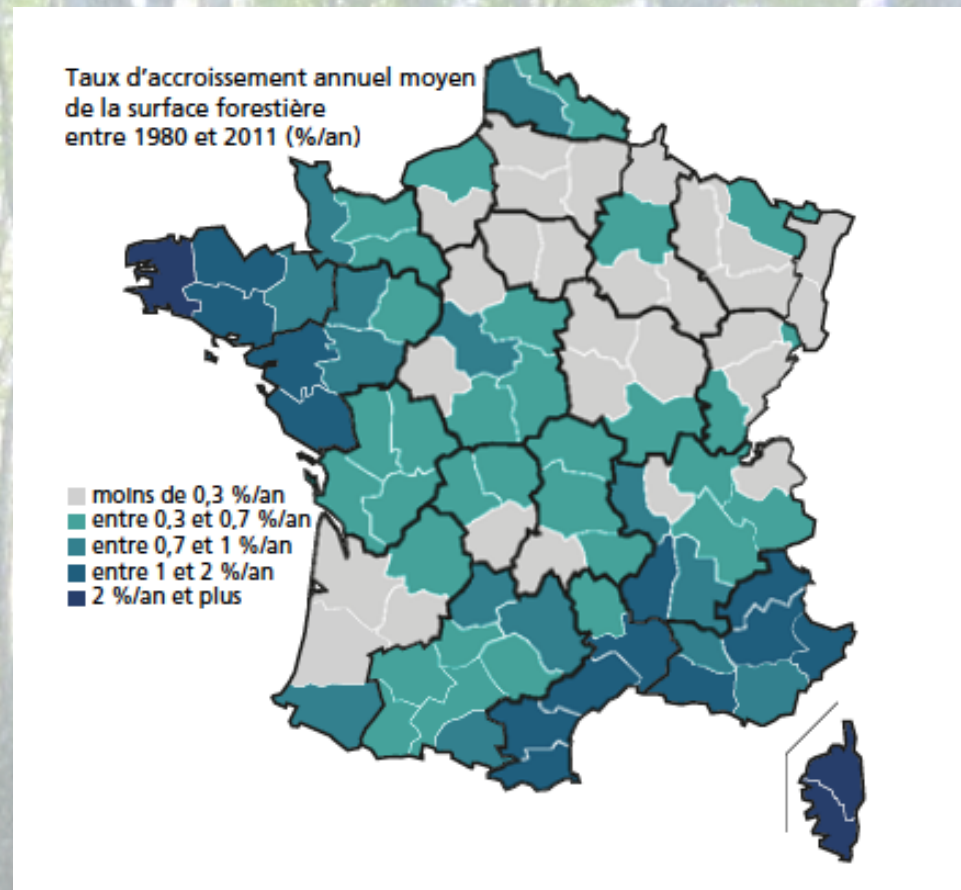 Taux d'accroissement annuel moyen
de la surface forestière
entre 1980 et 2011 (%/an)
moins de 0,3 %/an
entre 0,3 et 0,7 %/an
entre 0,7 et 1 %/an
entre 1 et 2 %/an
2 %/an et plus